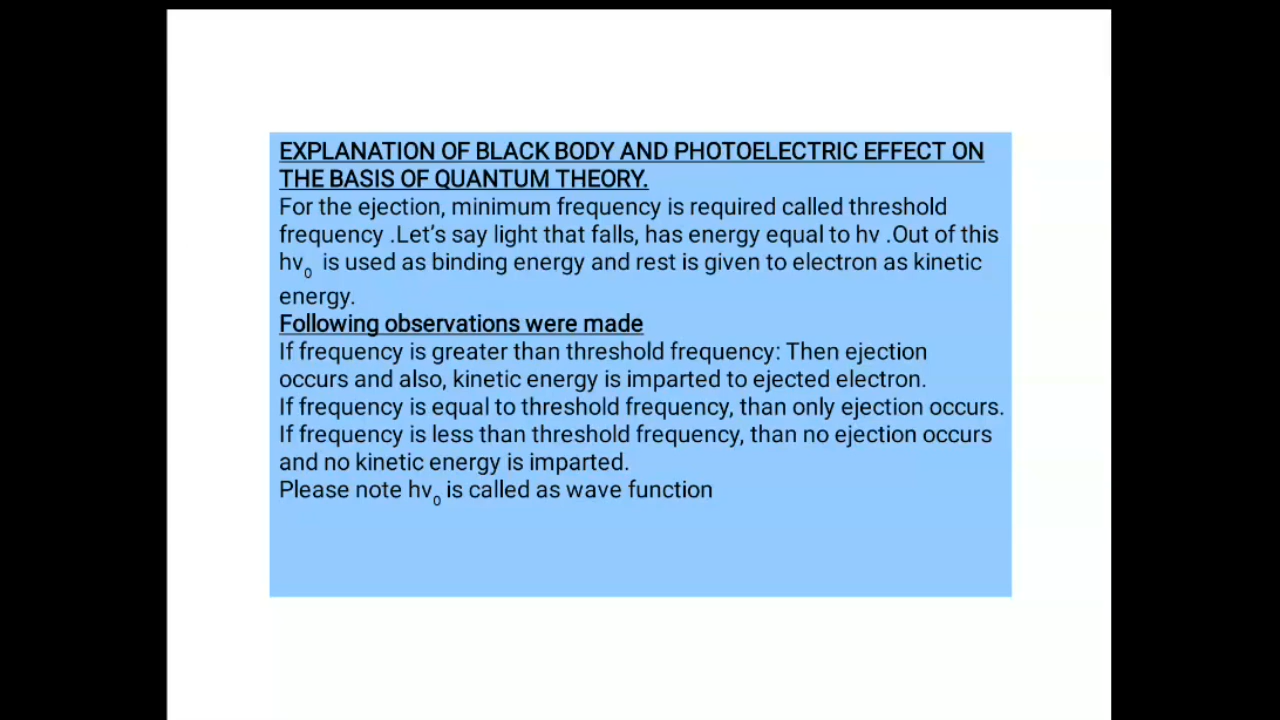 EXPLANATION OF BLACK BODY AND PHOTOELECTRIC EFFECT ON
THE BASIS OF QUANTUM THEORY.
For the ejection, minimum frequency is required called threshold
frequency .Let’s say light that falls, has energy equal to hv .Out of this
hv₀ is used as binding energy and rest is given to electron as kinetic
energy.
Following observations were made
If frequency is greater than threshold frequency: Then ejection
occurs and also, kinetic energy is imparted to ejected electron.
If frequency is equal to threshold frequency, than only ejection occurs.
If frequency is less than threshold frequency, than no ejection occurs
and no kinetic energy is imparted.
Please note hv₀ is called as wave function